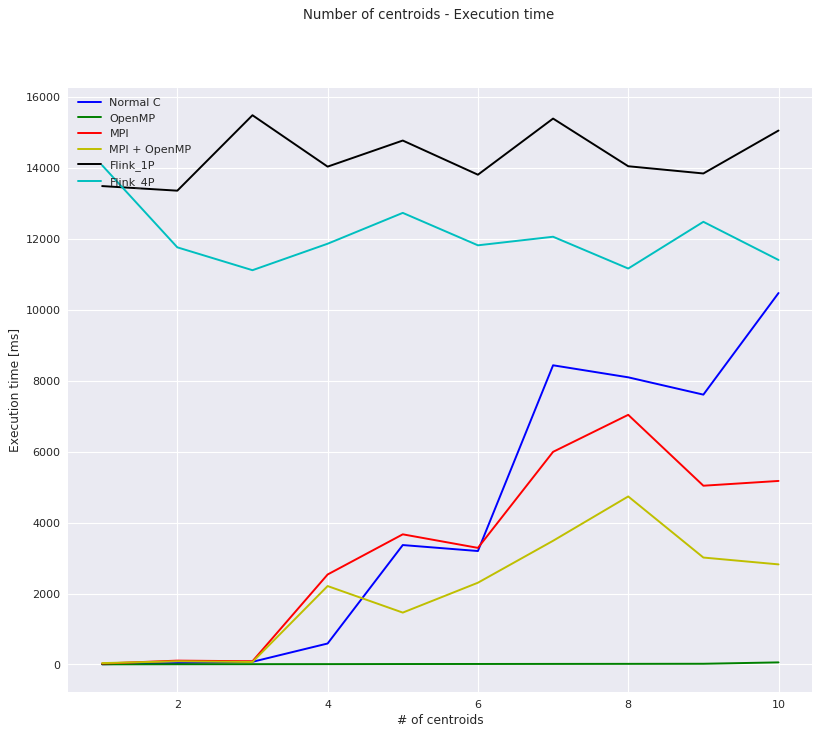 Number of centroids - Execution time
16000
14000
12000
10000
8000
6000
4000
2000
0
Execution time [ms]
Normal C
OpenMP
MPI
MPI + OpenMP
Flink_1P
Flink_4P
2
4
6
8
10
# of centroids